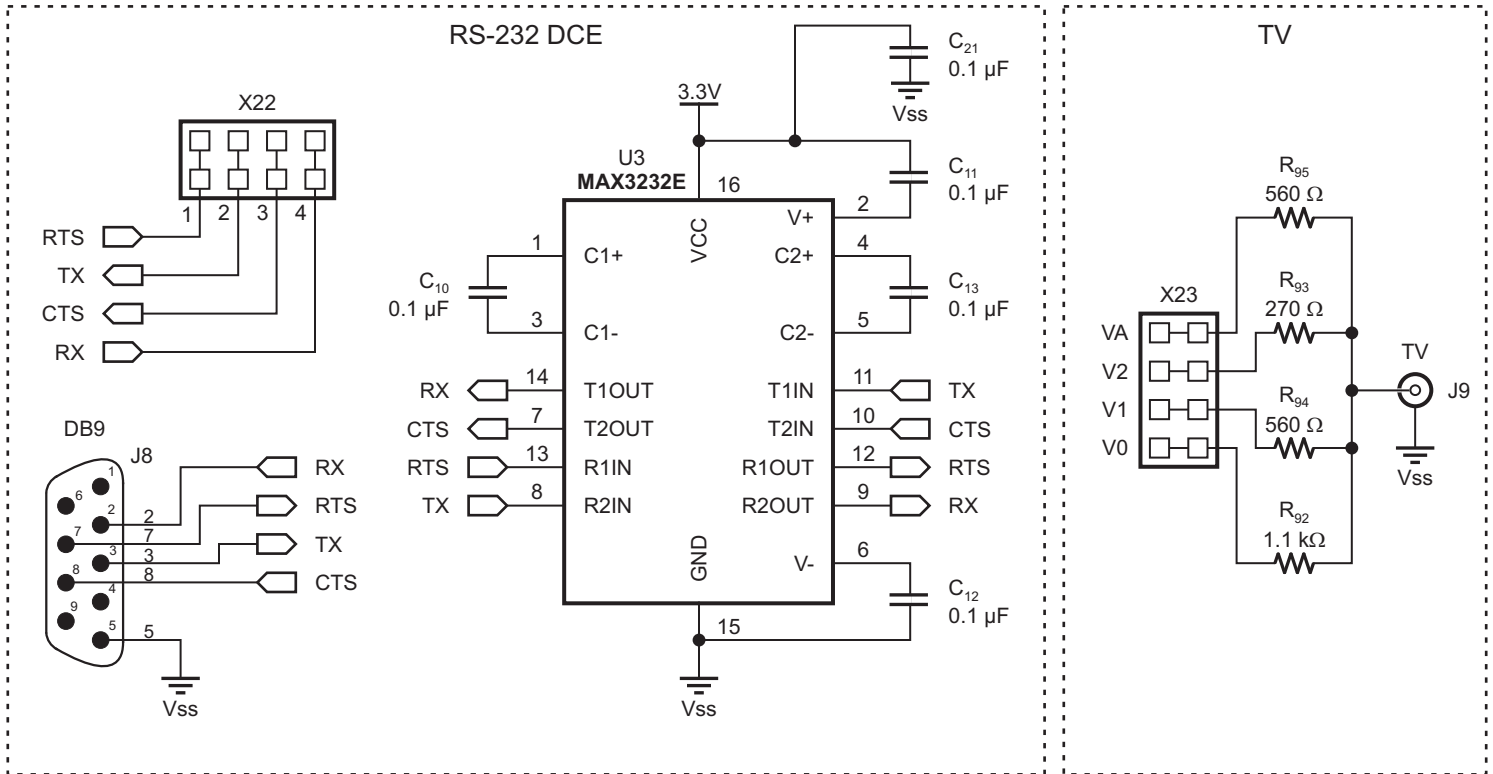 RS-232 DCE
C21
0.1 µF
Vss
3.3V
X22
1 2 3 4
RTS
TX
CTS
RX
U3
MAX3232E
16
VCC
V+
2
C11
0.1 µF
1
C1+
C10
0.1 µF
3
C1-
C2+
4
C13
0.1 µF
C2-
5
RX
14
T1OUT
T1IN
11
TX
CTS
7
T2OUT
T2IN
10
CTS
RTS
13
R1IN
R1OUT
12
RTS
TX
8
R2IN
R2OUT
9
RX
GND
V-
6
C12
0.1 µF
15
Vss
DB9
J8
1
6
2
7
3
8
4
9
5
2
7
3
8
5
RX
RTS
TX
CTS
Vss
TV
R95
560 Ω
R93
270 Ω
X23
VA
V2
V1
V0
R94
560 Ω
R92
1.1 kΩ
TV
J9
Vss